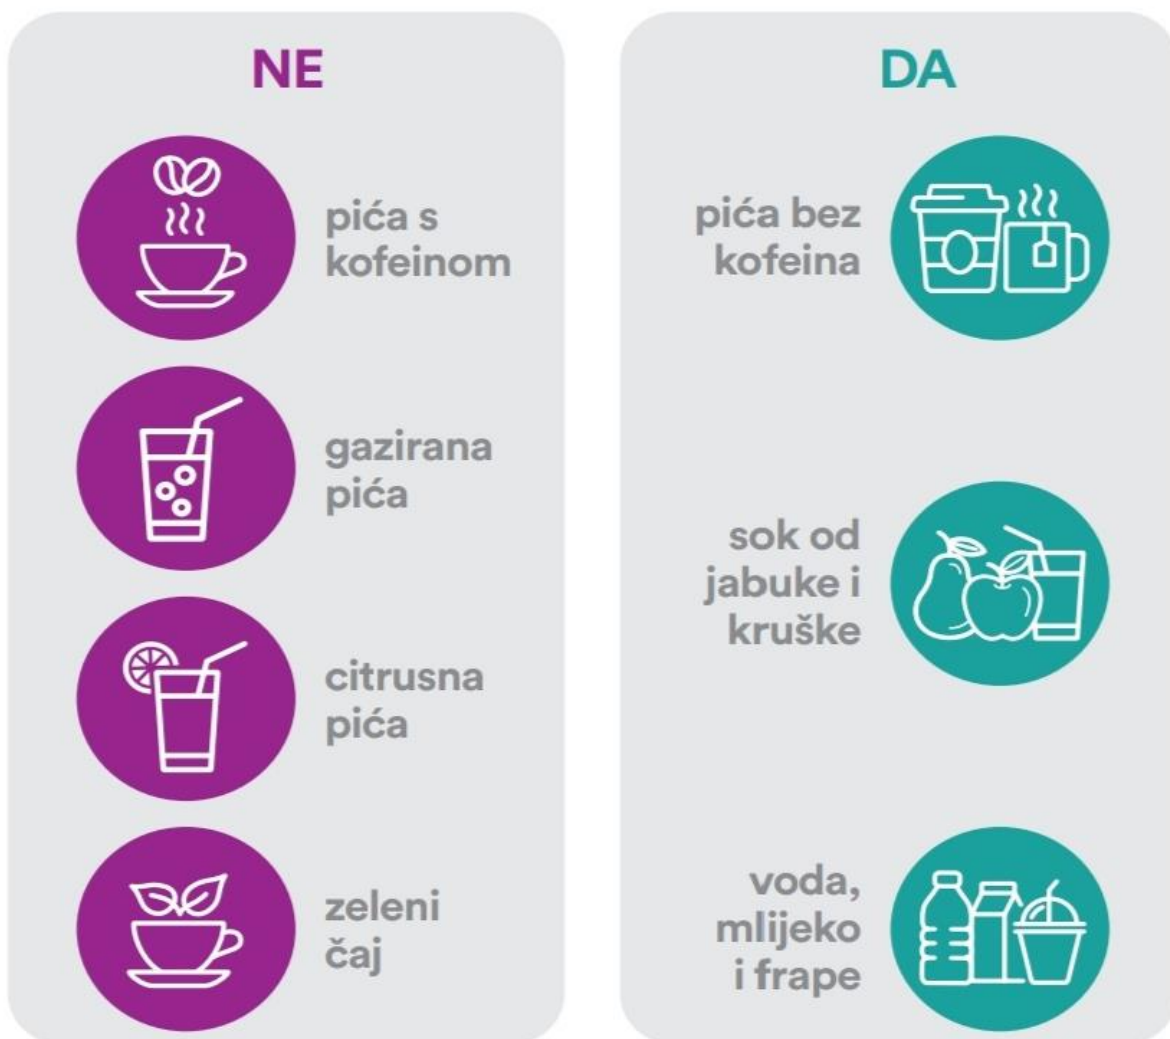 NE
pića s
kofeinom
gazirana
pića
citrusna
pića
zeleni
čaj
DA
pića bez
kofeina
sok od
jabuke i
kruške
voda,
mlijeko
i frape